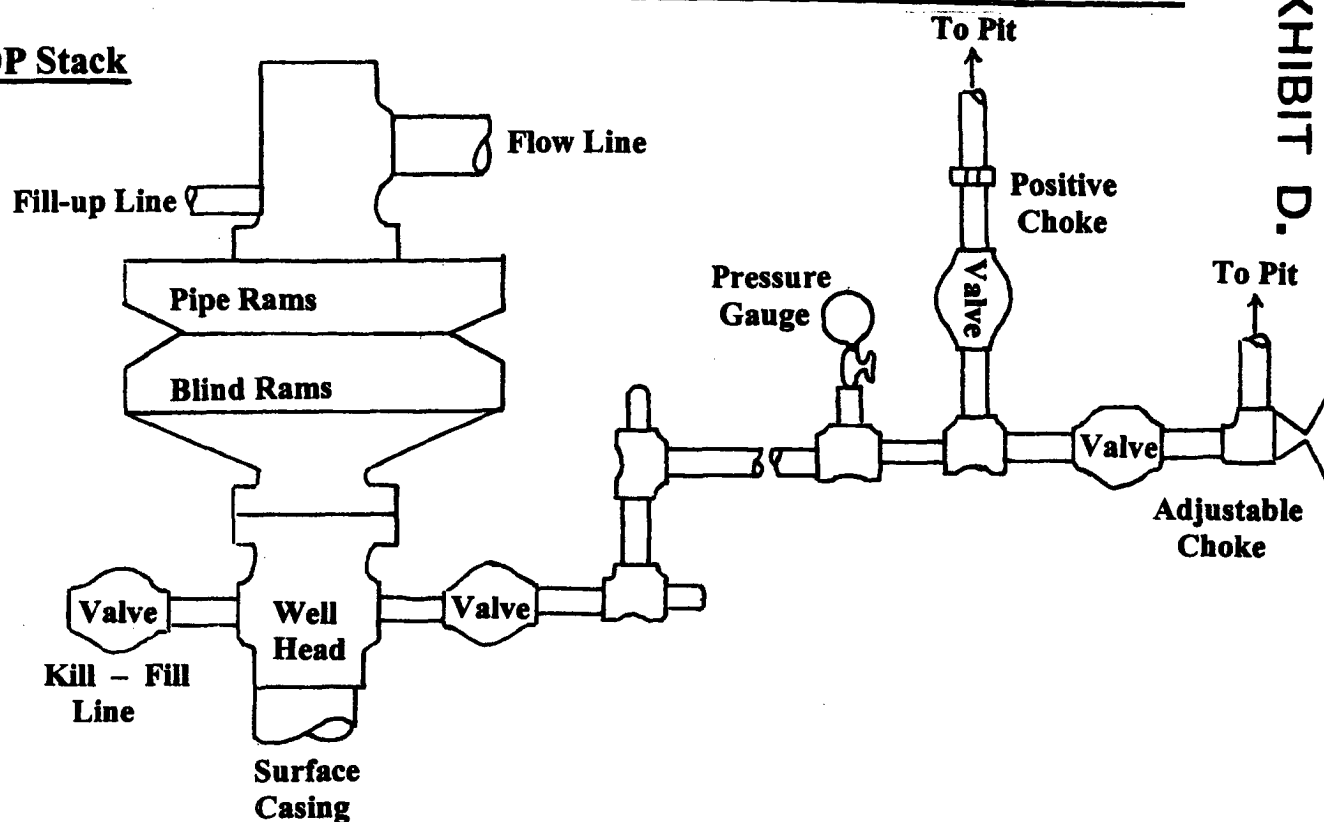 P Stack
To Pit
XHIBIT D.
Flow Line
Fill-up Line
Positive
Choke
Valve
Pressure
Gauge
To Pit
Pipe Rams
Blind Rams
Valve
Adjustable
Choke
Valve
Well
Head
Valve
Kill – Fill
Line
Surface
Casing